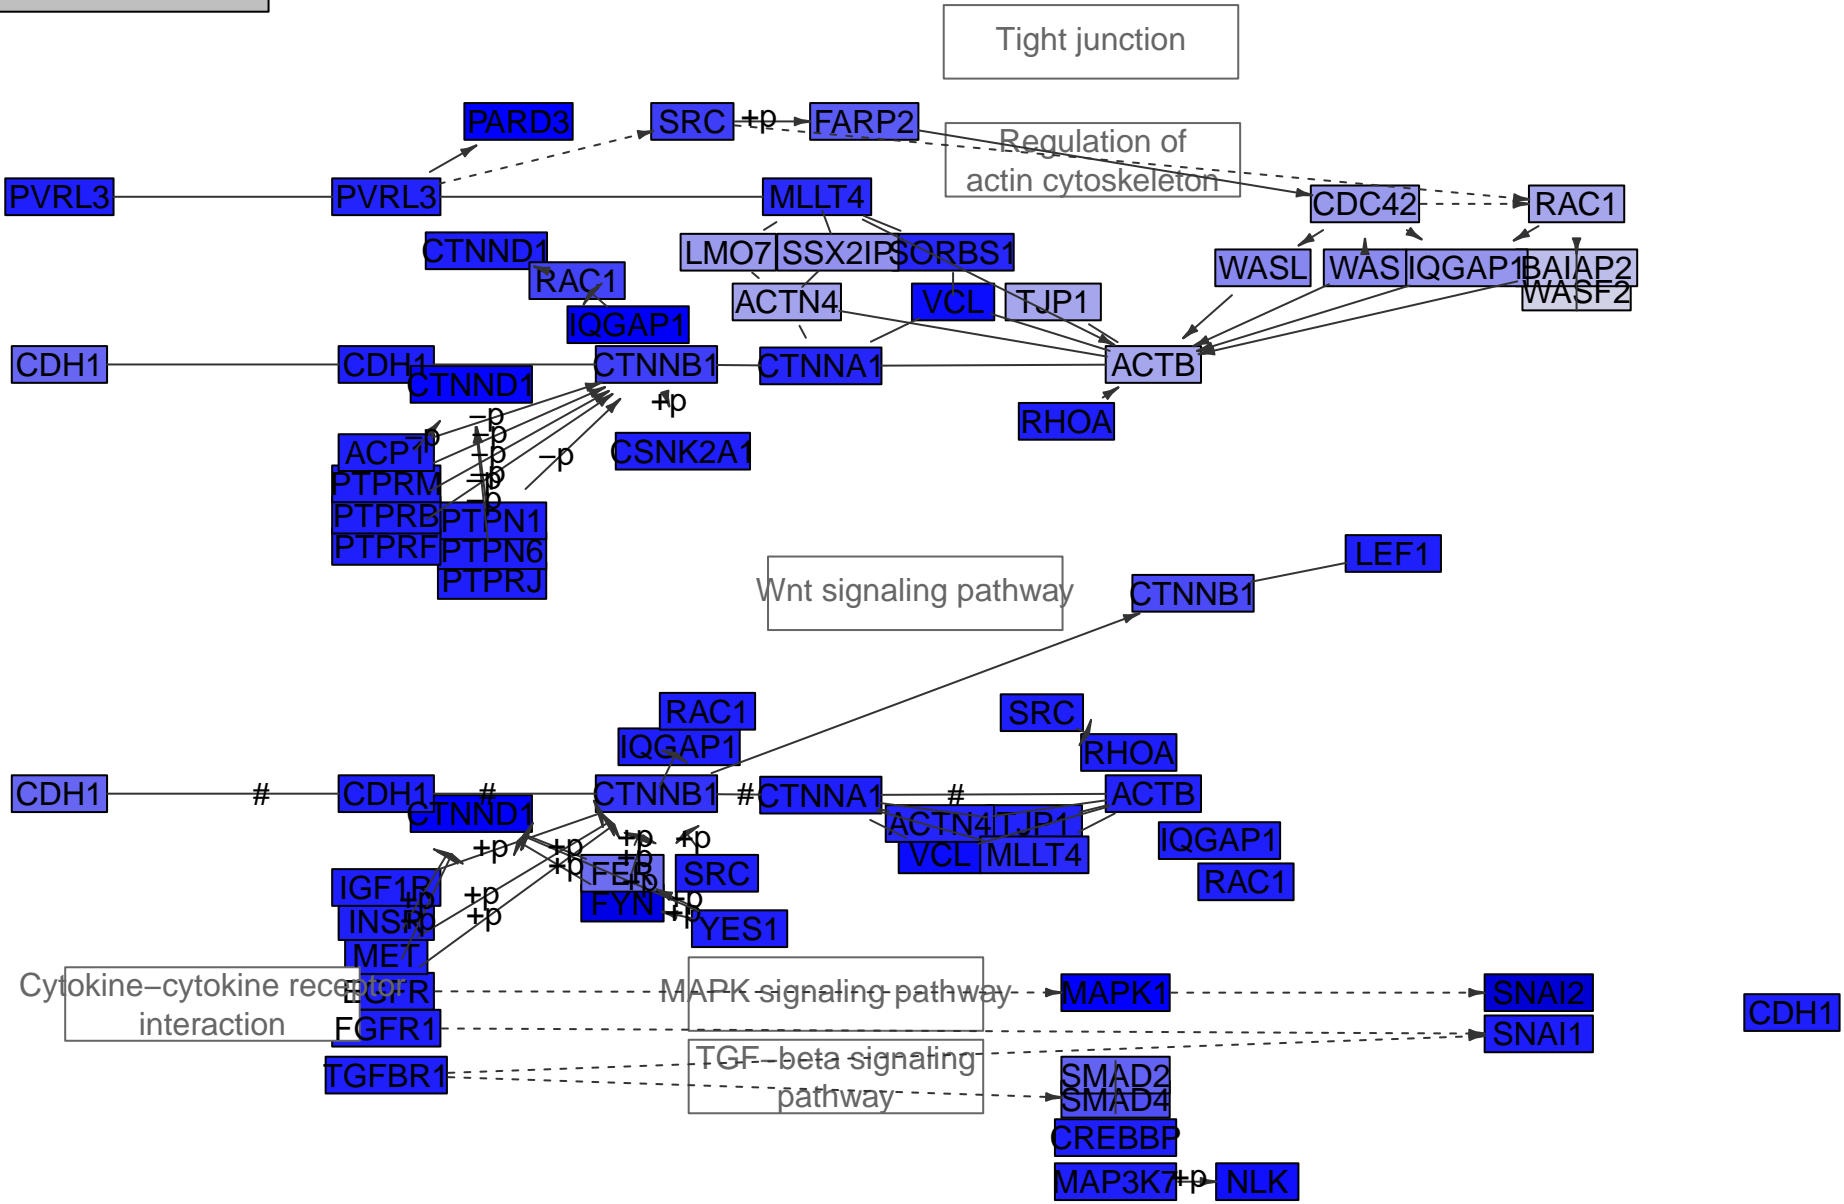 Tight junction
PARD3
SRC
+p
FARP2
Regulation of
actin cytoskeleton
PVRL3
PVRL3
MLLT4
CDC42
RAC1
CTNND1
RAC1
LMO7
SSX2IP
SORBS1
WASL
WAS
IQGAP1
BAIAP2
WASF2
ACTN4
VCL
TJP1
IQGAP1
CDH1
CDH1
CTNND1
CTNNB1
CTNNA1
ACTB
+p
RHOA
−p
−p
−p
−p
−p
−p
−p
−p
ACP1
CSNK2A1
PTPRM
PTPRB
PTPN1
PTPRF
PTPN6
PTPRJ
LEF1
Wnt signaling pathway
CTNNB1
RAC1
SRC
IQGAP1
RHOA
CDH1
#
CDH1
#
CTNND1
CTNNB1
#
CTNNA1
#
ACTB
ACTN4
TJP1
VCL
MLLT4
IQGAP1
RAC1
+p
+p
+p
+p
+p
+p
+p
IGF1R
FER
SRC
+p
+p
+p
+p
+p
+p
INSR
FYN
YES1
MET
Cytokine−cytokine receptor
interaction
EGFR
MAPK signaling pathway
MAPK1
SNAI2
FGFR1
SNAI1
CDH1
TGFBR1
TGF−beta signaling
pathway
SMAD2
SMAD4
CREBBP
MAP3K7
+p
NLK